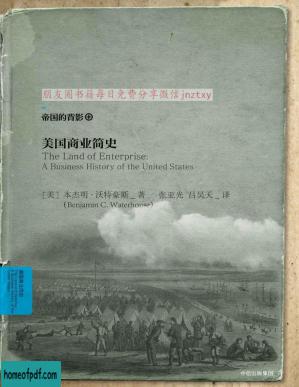 朋友圈书籍每日免费分享微信jnztxy
帝国的背影
美国商业简史
The Land of Enterprise:
A Business History of the United States
[美] 本杰明·沃特豪斯_著 张亚光 吕昊天_译
(Benjamin C. Waterhouse)
中信出版集团
homeofpdf.com